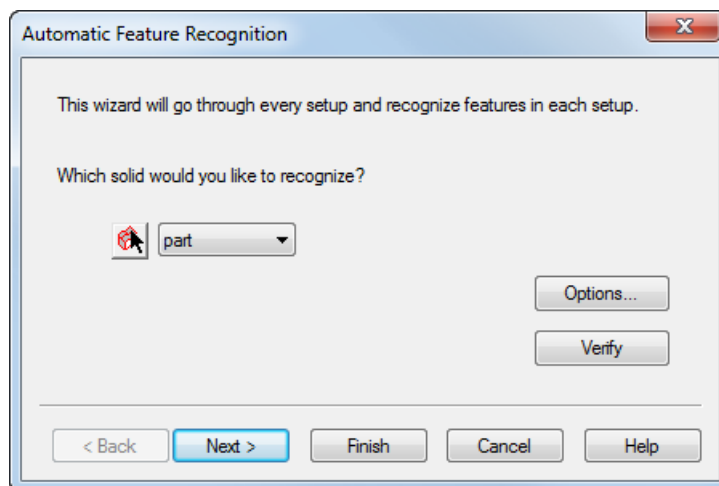 Automatic Feature Recognition
This wizard will go through every setup and recognize features in each setup.
Which solid would you like to recognize?
part
Options...
Verify
< Back
Next >
Finish
Cancel
Help